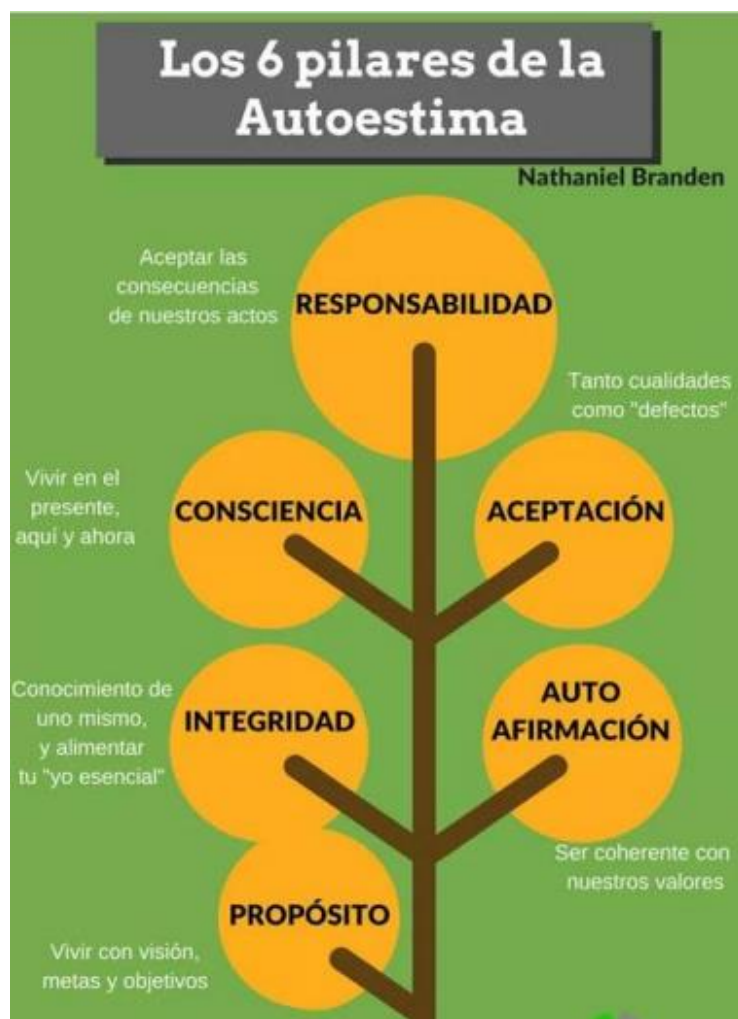 Los 6 pilares de la
Autoestima
Nathaniel Branden
Aceptar las
consecuencias
de nuestros actos
RESPONSABILIDAD
Tanto cualidades
como "defectos"
Vivir en el
presente,
aquí y ahora
CONSCIENCIA
ACEPTACIÓN
Conocimiento de
uno mismo,
y alimentar
tu "yo esencial"
INTEGRIDAD
AUTO
AFIRMACIÓN
Ser coherente con
nuestros valores
PROPÓSITO
Vivir con visión,
metas y objetivos